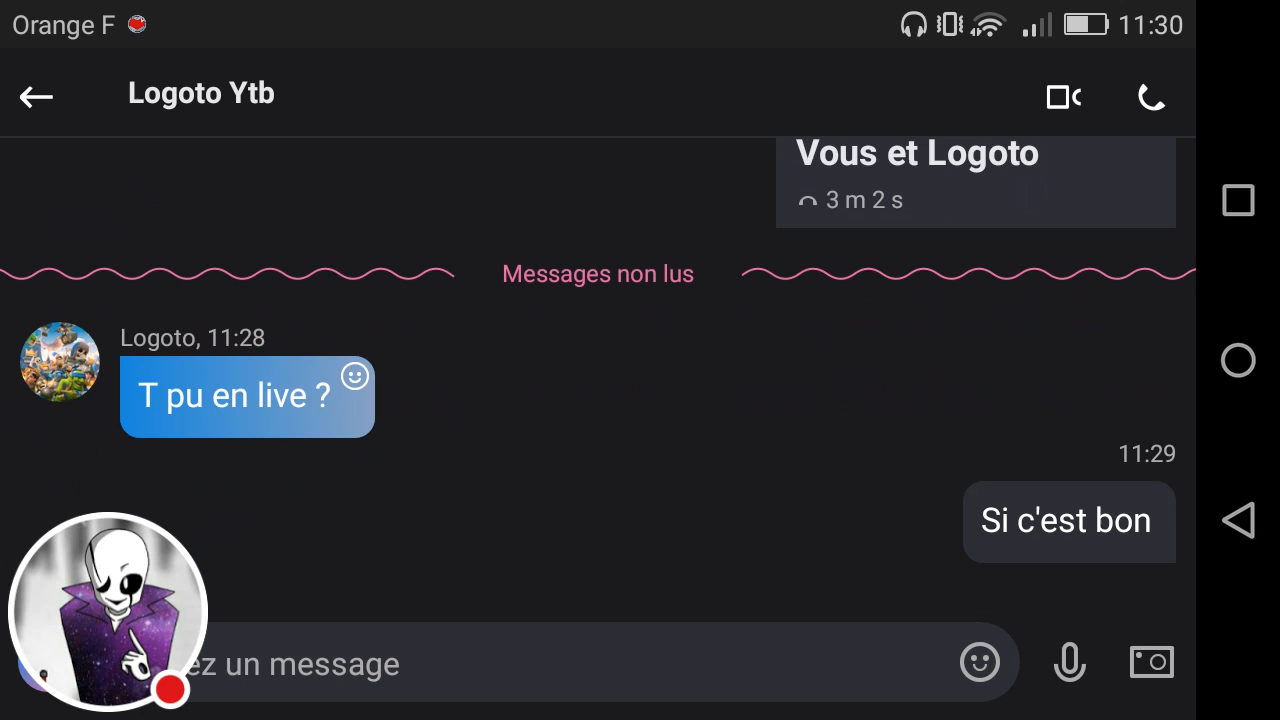 Orange F 11:30
Logoto Ytb
Vous et Logoto
3 m 2 s
Messages non lus
Logoto, 11:28
T pu en live ?
11:29
Si c'est bon
ez un message